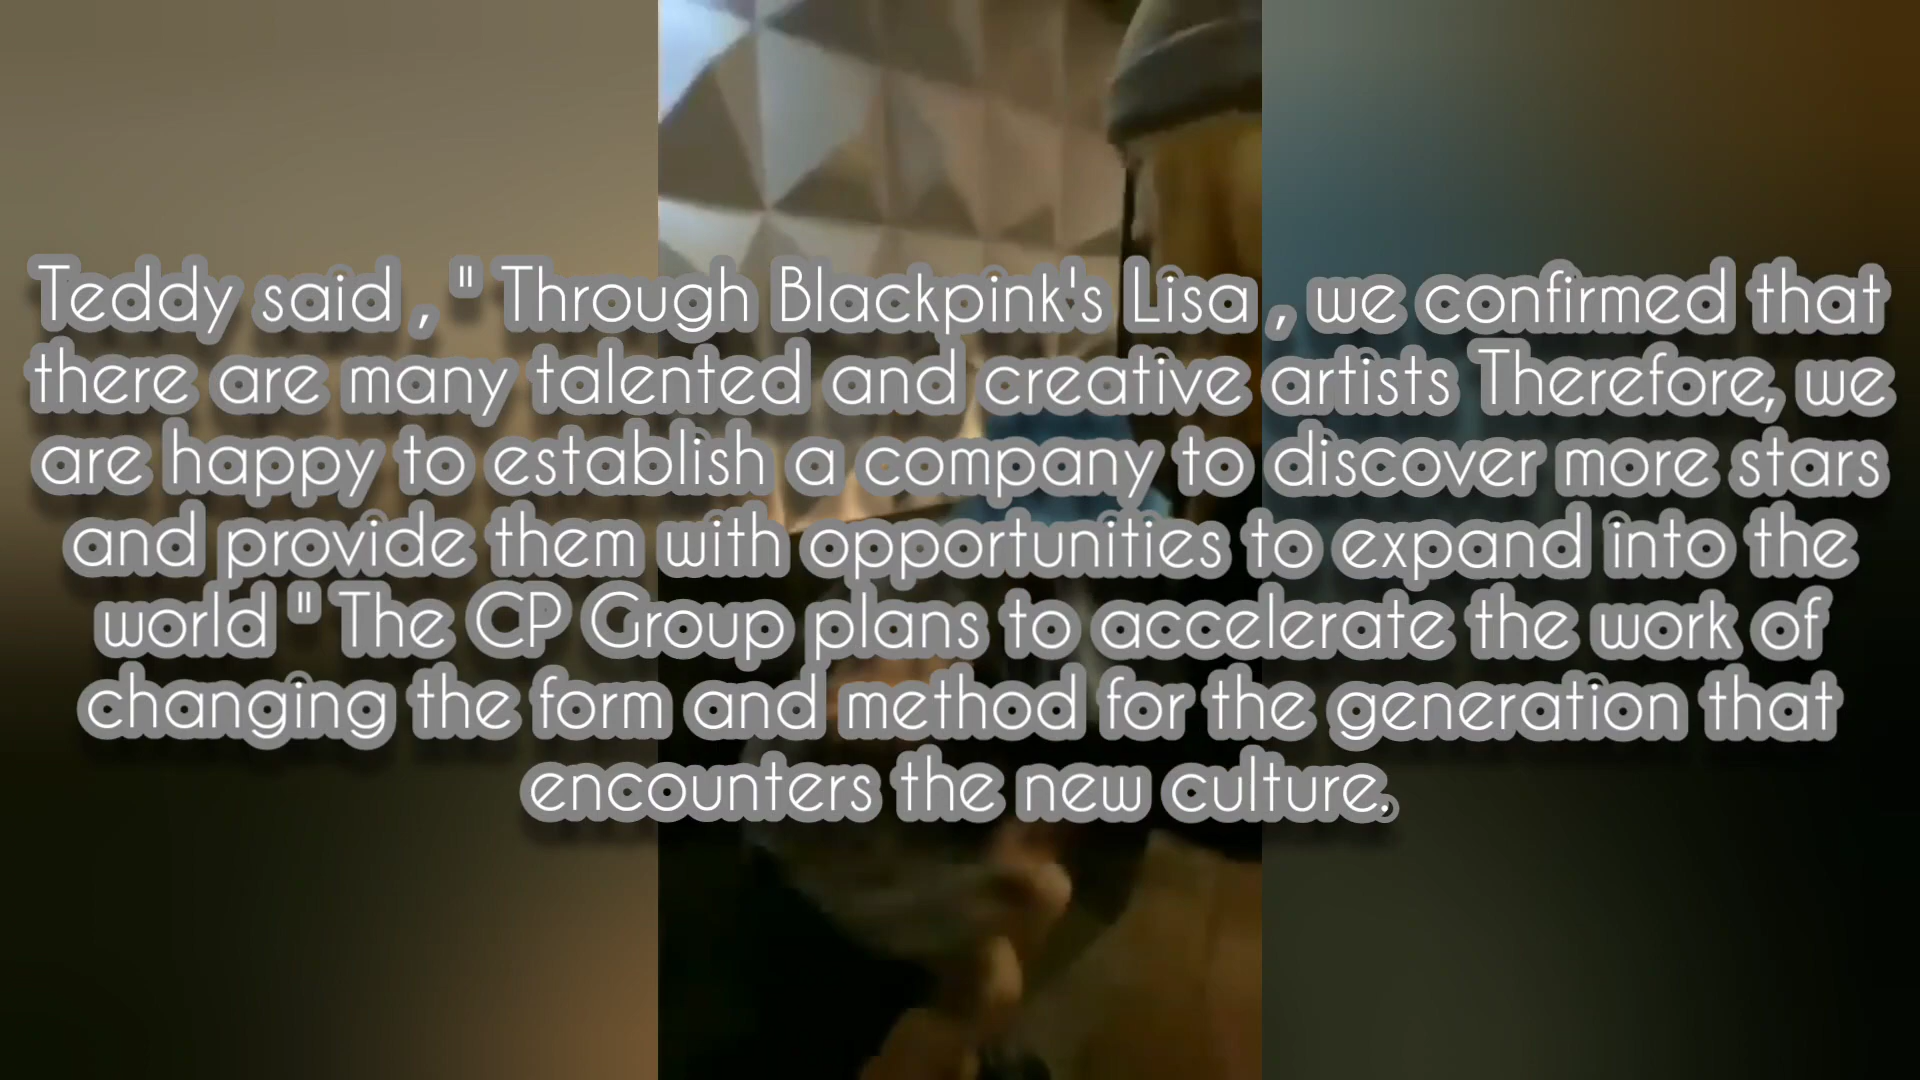 Teddy said , " Through Blackpink's Lisa , we confirmed that
there are many talented and creative artists Therefore, we
are happy to establish a company to discover more stars
and provide them with opportunities to expand into the
world " The CP Group plans to accelerate the work of
changing the form and method for the generation that
encounters the new culture.